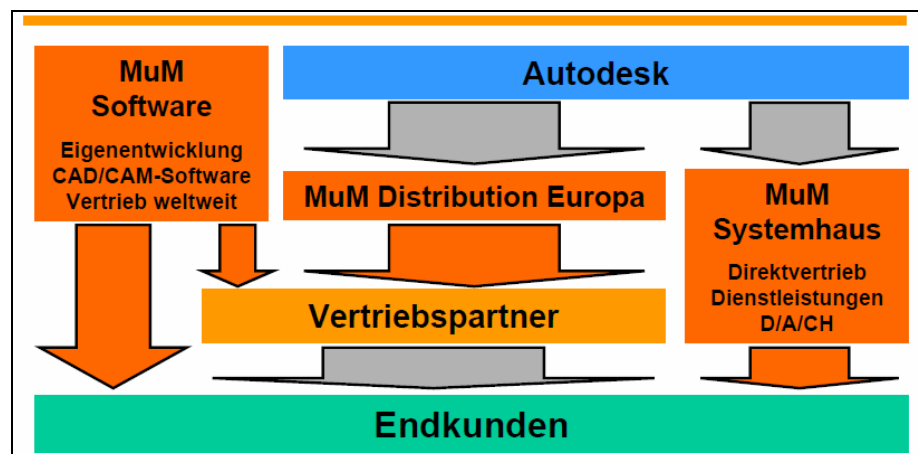 MuM
Software
Eigenentwicklung
CAD/CAM-Software
Vertrieb weltweit
Autodesk
MuM Distribution Europa
MuM
Systemhaus
Direktvertrieb
Dienstleistungen
D/A/CH
Vertriebspartner
Endkunden